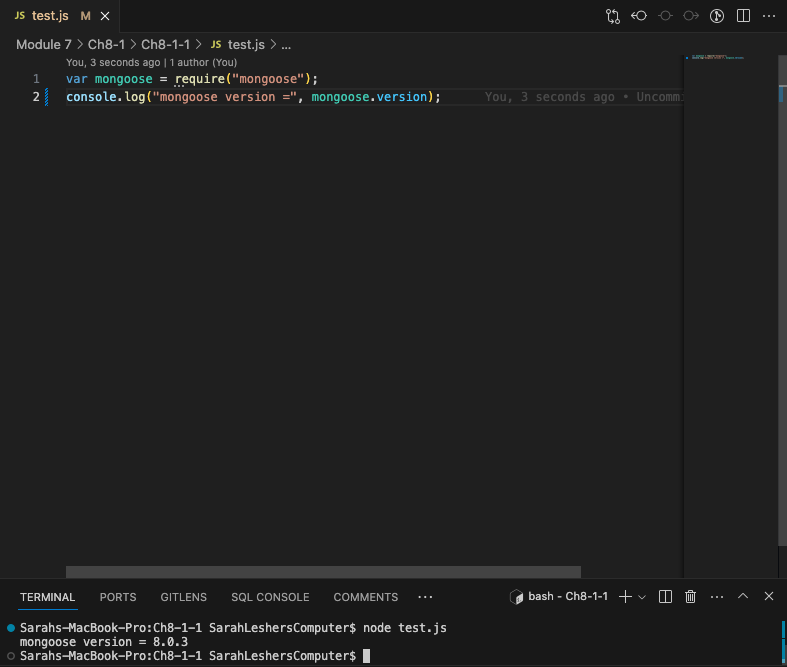 JS test.js M
Module 7 > Ch8-1 > Ch8-1-1 > JS test.js > ...
You, 3 seconds ago | 1 author (You)
1 var mongoose = require("mongoose");
2 console.log("mongoose version =", mongoose.version); You, 3 seconds ago • Uncommi
TERMINAL PORTS GITLENS SQL CONSOLE COMMENTS ··· bash - Ch8-1-1
Sarahs-MacBook-Pro:Ch8-1-1 SarahLeshersComputer$ node test.js
mongoose version = 8.0.3
Sarahs-MacBook-Pro:Ch8-1-1 SarahLeshersComputer$